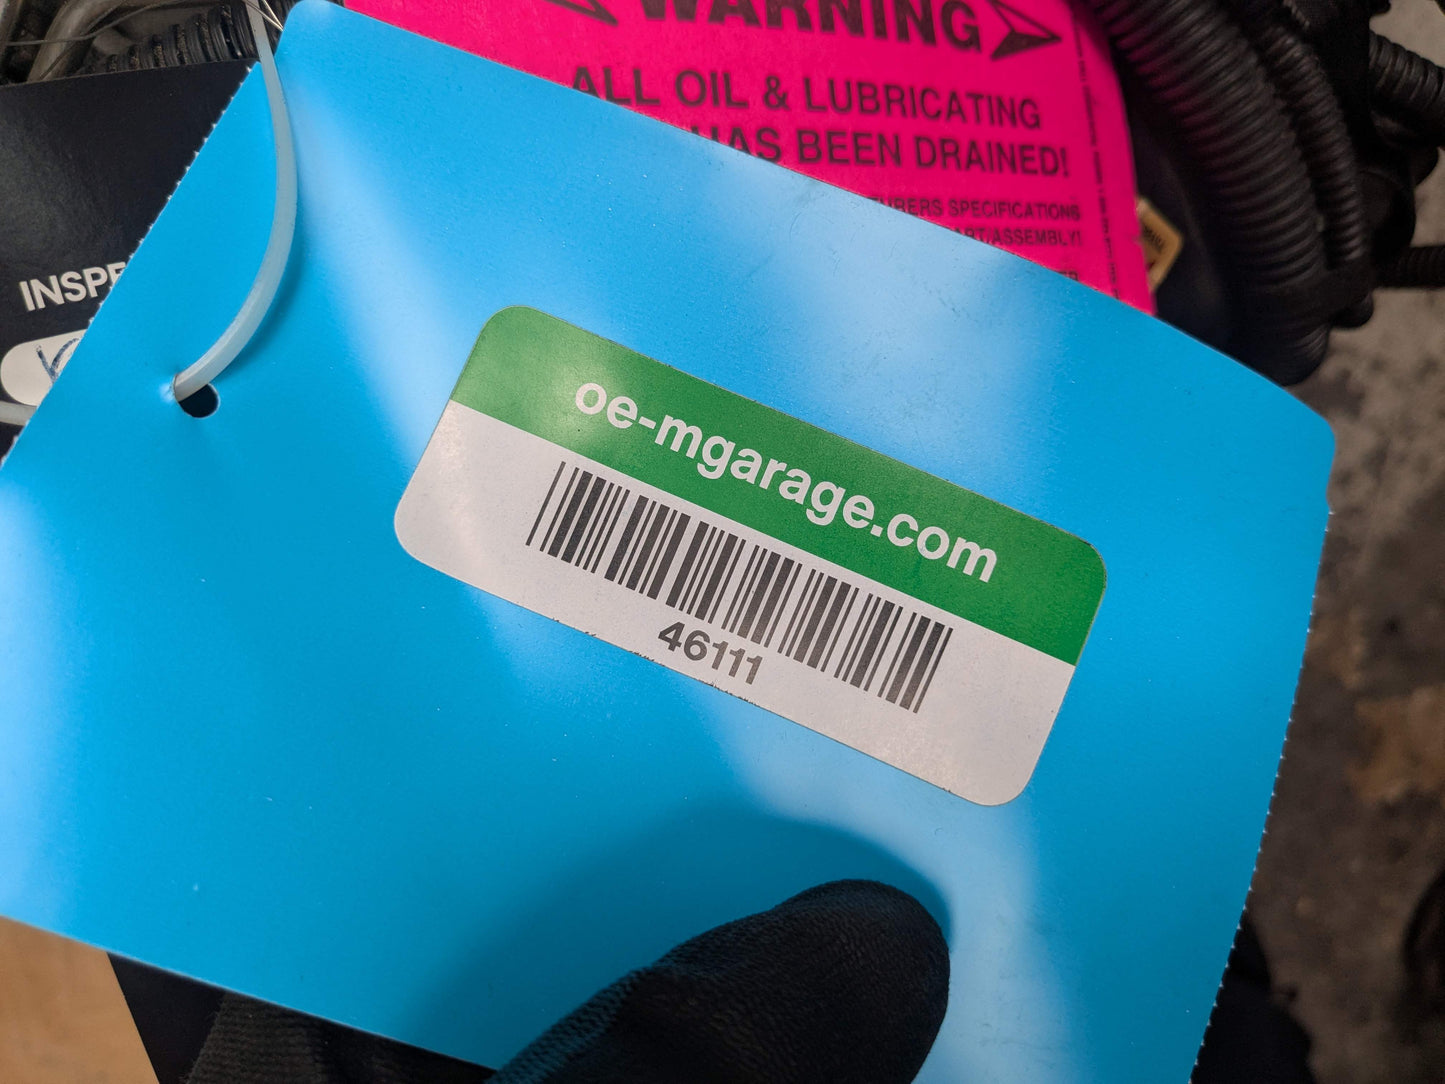 WARNING
ALL OIL & LUBRICATING
HAS BEEN DRAINED!
SPECIFICATIONS
INSPE
oe-mgarage.com
46111